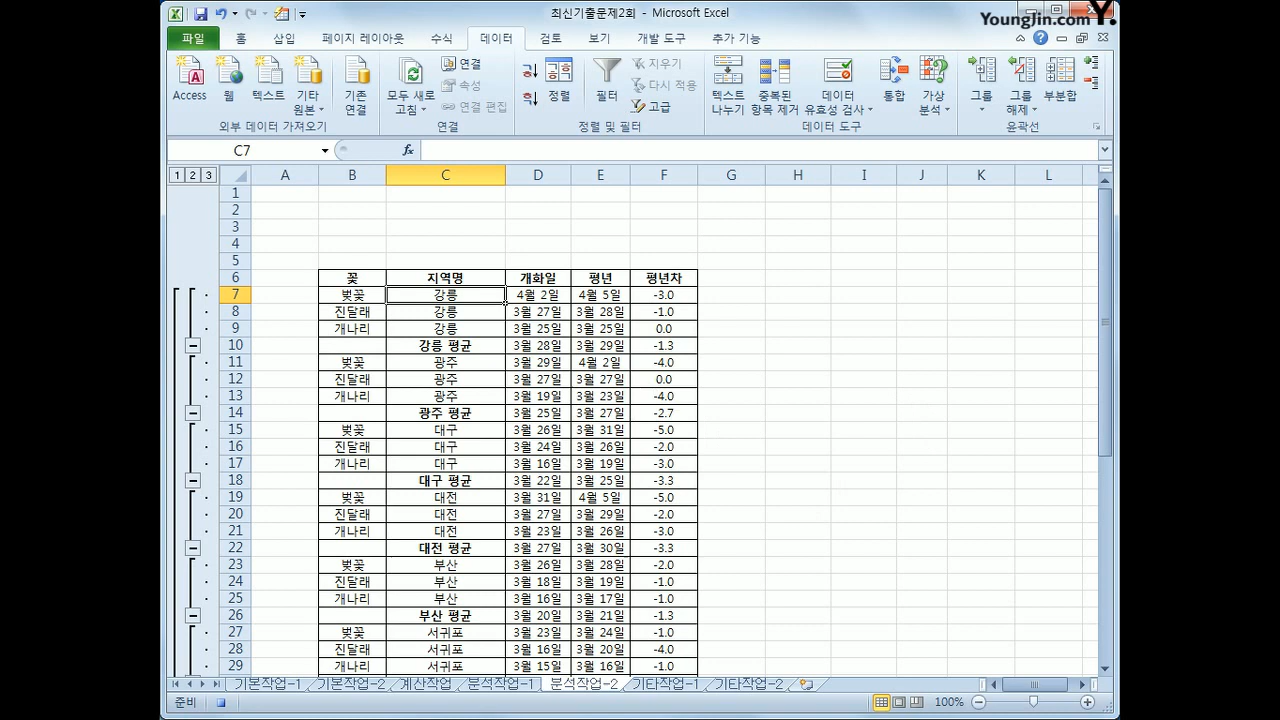 최신기출문제2회 - Microsoft Excel
YoungJin.com Y.
파일 홈 삽입 페이지 레이아웃 수식 데이터 검토 보기 개발 도구 추가 기능
Access 웹 텍스트 기타 원본 기존 연결 모두 새로 고침 연결 속성 연결 편집 정렬 필터 지우기 다시 적용 고급 텍스트 나누기 중복된 항목 제거 데이터 유효성 검사 통합 가상 분석 그룹 그룹 해제 부분합
외부 데이터 가져오기 연결 정렬 및 필터 데이터 도구 윤곽선
C7 fx
1 2 3 A B C D E F G H I J K L
1
2
3
4
5
6 꽃 지역명 개화일 평년 평년차
7 벚꽃 강릉 4월 2일 4월 5일 -3.0
8 진달래 강릉 3월 27일 3월 28일 -1.0
9 개나리 강릉 3월 25일 3월 25일 0.0
10 강릉 평균 3월 28일 3월 29일 -1.3
11 벚꽃 광주 3월 29일 4월 2일 -4.0
12 진달래 광주 3월 27일 3월 27일 0.0
13 개나리 광주 3월 19일 3월 23일 -4.0
14 광주 평균 3월 25일 3월 27일 -2.7
15 벚꽃 대구 3월 26일 3월 31일 -5.0
16 진달래 대구 3월 24일 3월 26일 -2.0
17 개나리 대구 3월 16일 3월 19일 -3.0
18 대구 평균 3월 22일 3월 25일 -3.3
19 벚꽃 대전 3월 31일 4월 5일 -5.0
20 진달래 대전 3월 27일 3월 29일 -2.0
21 개나리 대전 3월 23일 3월 26일 -3.0
22 대전 평균 3월 27일 3월 30일 -3.3
23 벚꽃 부산 3월 26일 3월 28일 -2.0
24 진달래 부산 3월 18일 3월 19일 -1.0
25 개나리 부산 3월 16일 3월 17일 -1.0
26 부산 평균 3월 20일 3월 21일 -1.3
27 벚꽃 서귀포 3월 23일 3월 24일 -1.0
28 진달래 서귀포 3월 16일 3월 20일 -4.0
29 개나리 서귀포 3월 15일 3월 16일 -1.0
기본작업-1 기본작업-2 계산작업 분석작업-1 분석작업-2 기타작업-1 기타작업-2
준비 100%